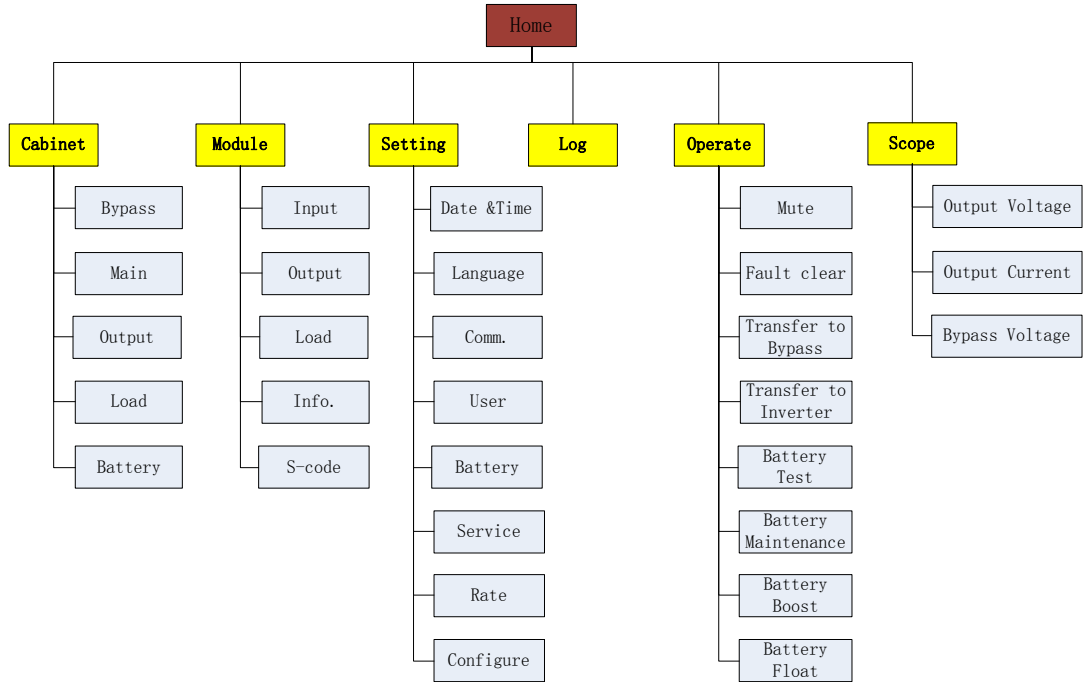 Home
Cabinet
Bypass
Main
Output
Load
Battery
Module
Input
Output
Load
Info.
S-code
Setting
Date &Time
Language
Comm.
User
Battery
Service
Rate
Configure
Log
Operate
Mute
Fault clear
Transfer to
Bypass
Transfer to
Inverter
Battery
Test
Battery
Maintenance
Battery
Boost
Battery
Float
Scope
Output Voltage
Output Current
Bypass Voltage